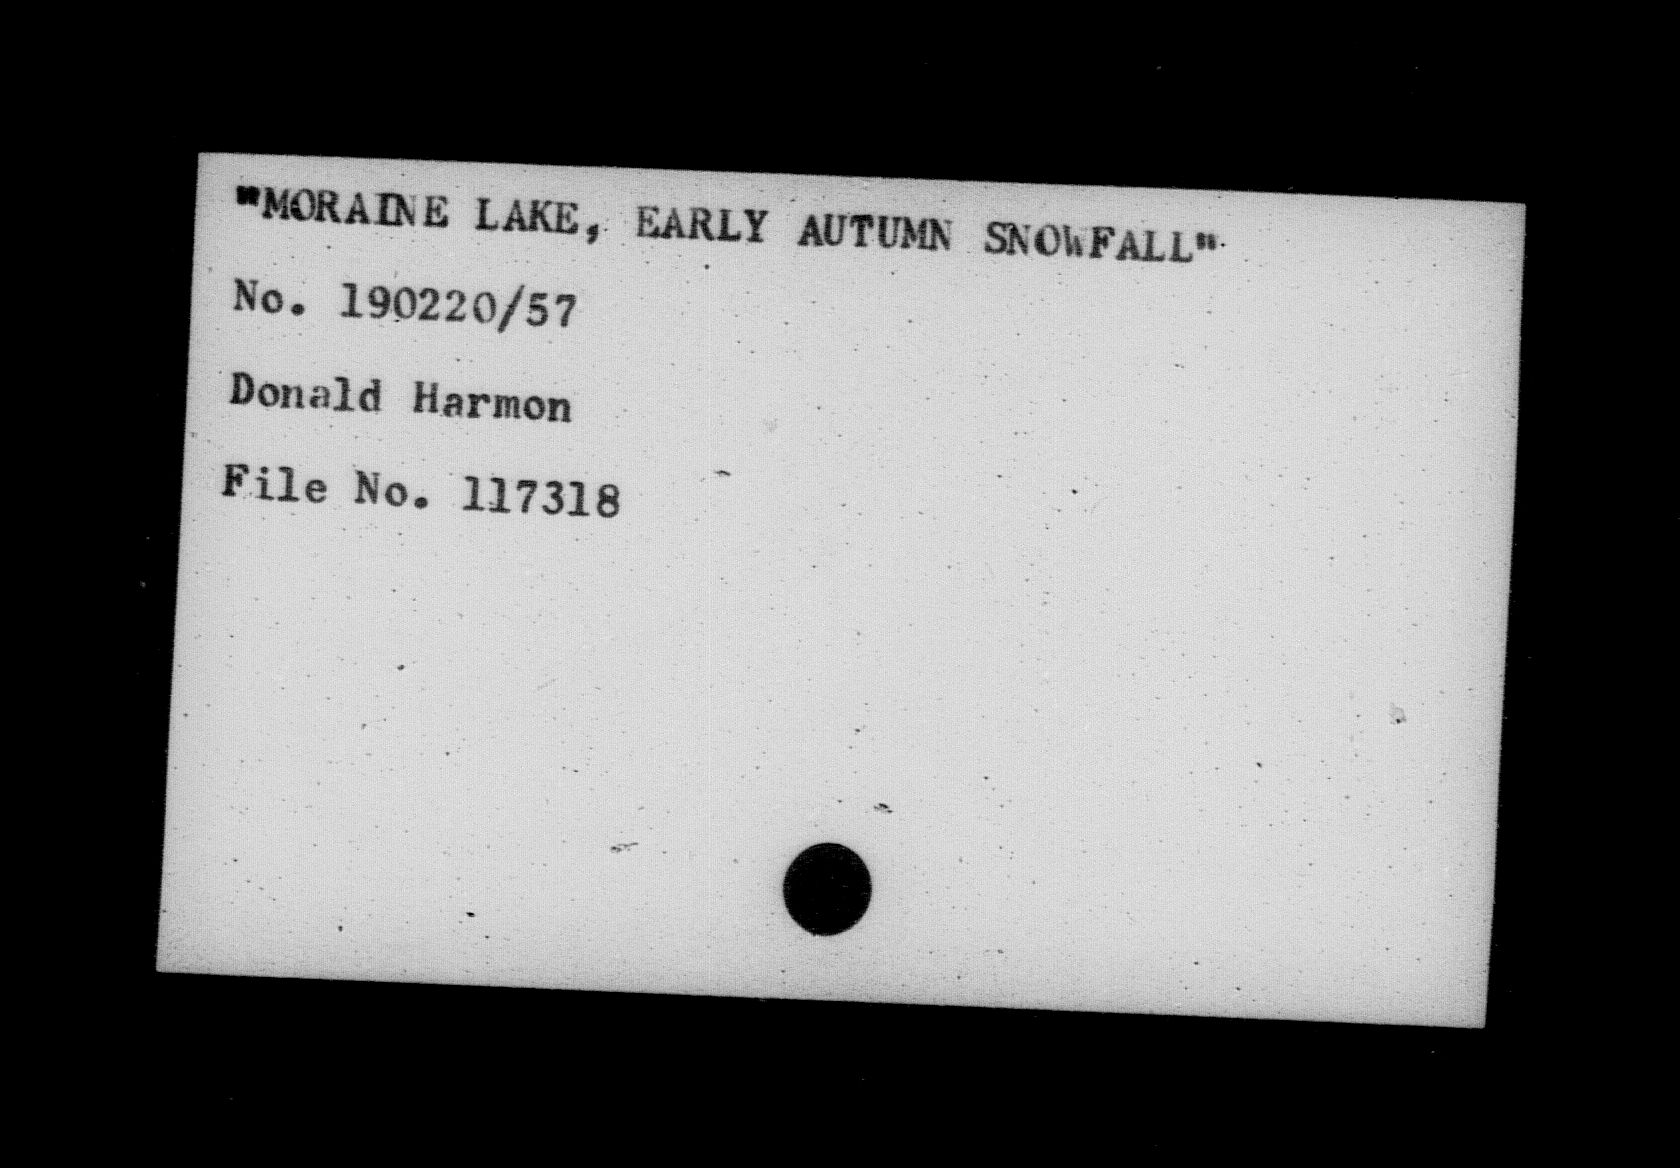 "MORAINE LAKE, EARLY AUTUMN SNOWFALL"
No. 190220/57
Donald Harmon
File No. 117318